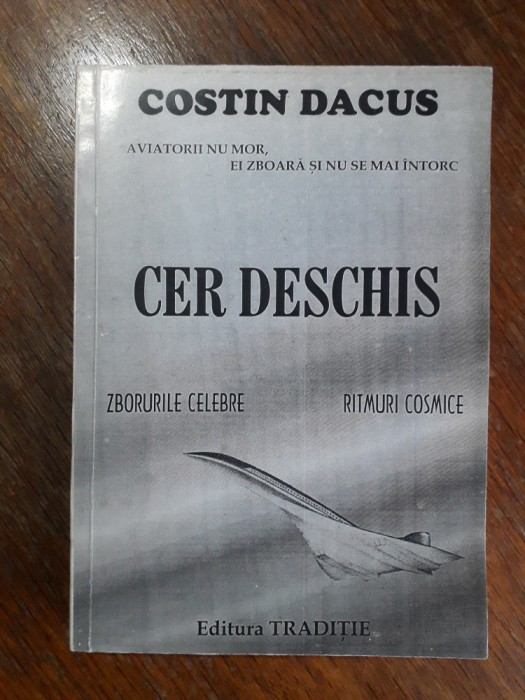 COSTIN DACUS
AVIATORII NU MOR,
EI ZBOARĂ ȘI NU SE MAI ÎNTORC
CER DESCHIS
ZBORURILE CELEBRE RITMURI COSMICE
Editura TRADIȚIE